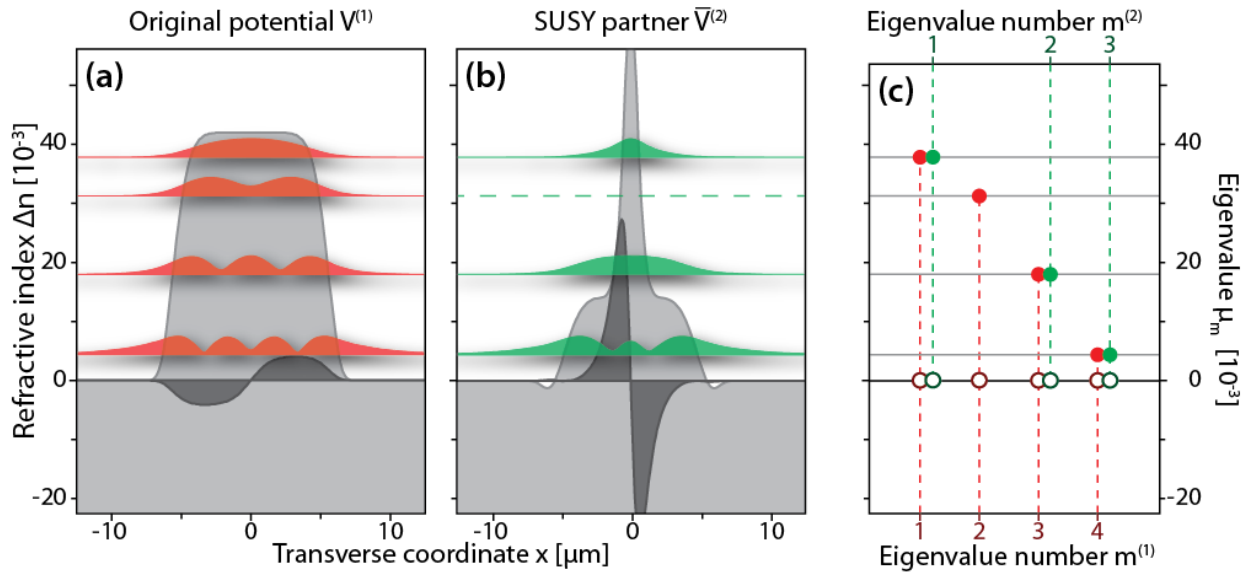 Original potential V⁽¹⁾
SUSY partner V̅⁽²⁾
Eigenvalue number m⁽²⁾
1 2 3
(a)
(b)
(c)
Refractive index Δn [10⁻³]
40
20
0
-20
-10 0 10
-10 0 10
Transverse coordinate x [μm]
40
20
0
-20
Eigenvalue μₘ [10⁻³]
1 2 3 4
Eigenvalue number m⁽¹⁾